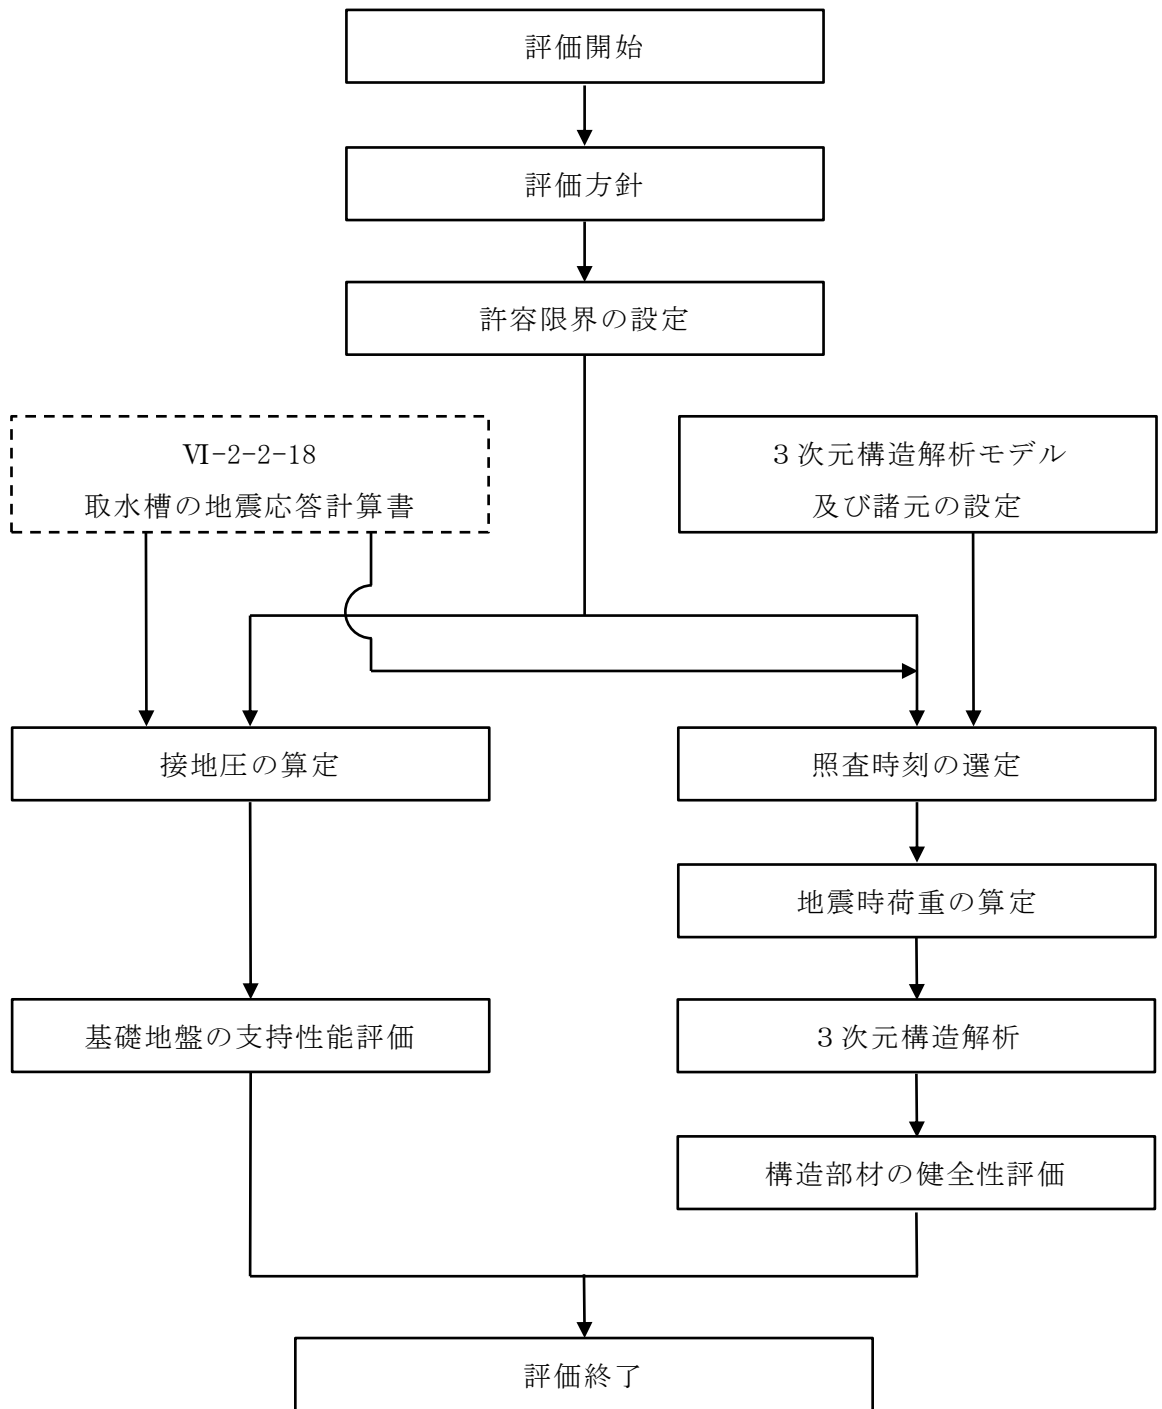 評価開始
評価方針
許容限界の設定
Ⅵ-2-2-18
取水槽の地震応答計算書
３次元構造解析モデル
及び諸元の設定
接地圧の算定
照査時刻の選定
地震時荷重の算定
基礎地盤の支持性能評価
３次元構造解析
構造部材の健全性評価
評価終了